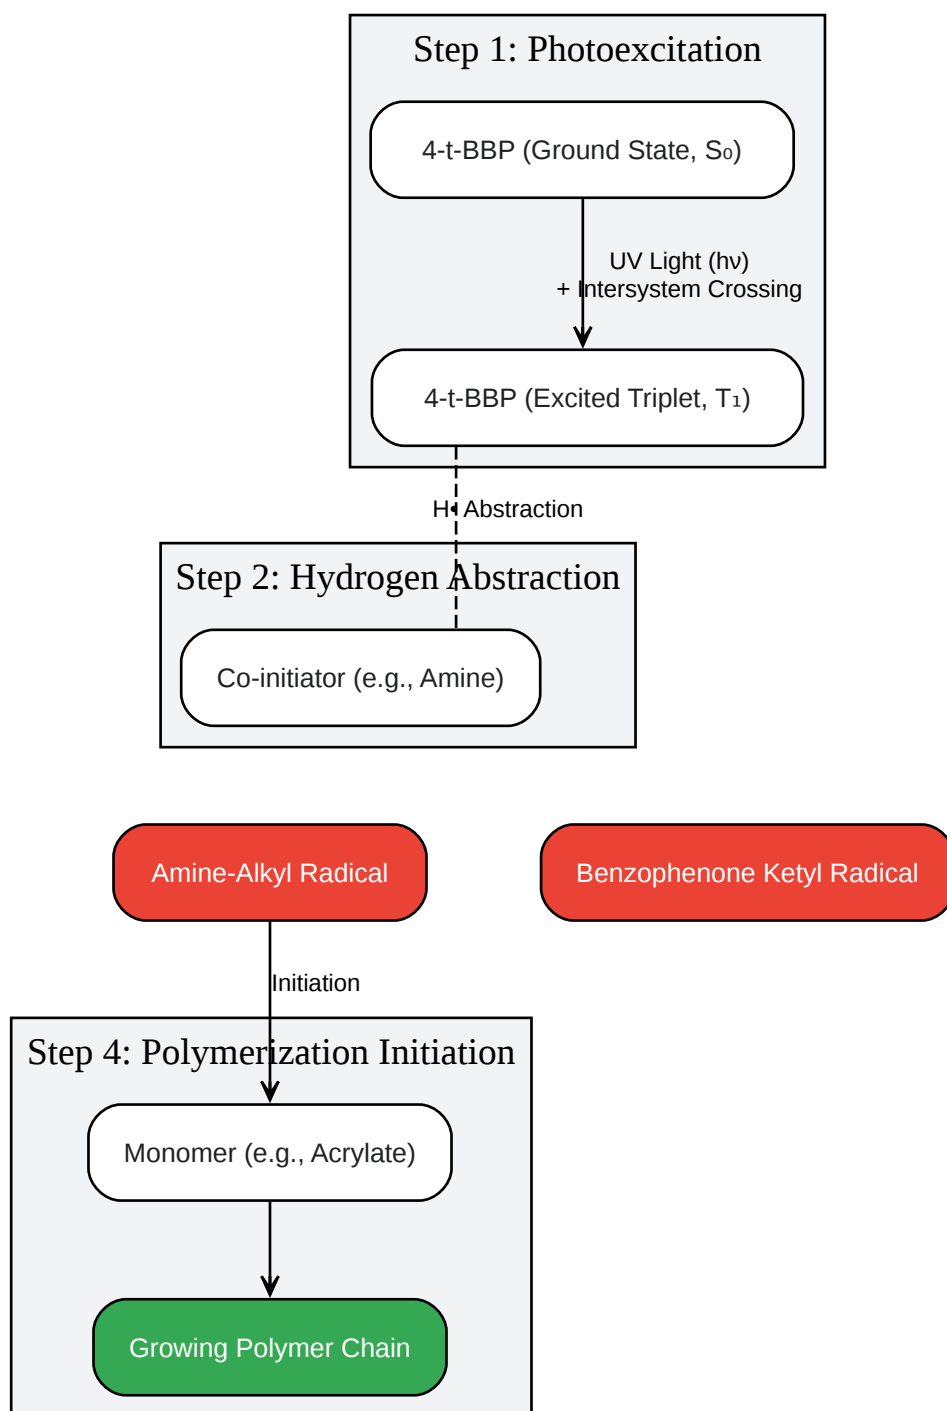 Step 1: Photoexcitation
4-t-BBP (Ground State, S₀)
UV Light (hν)
+ Intersystem Crossing
4-t-BBP (Excited Triplet, T₁)
H• Abstraction
Step 2: Hydrogen Abstraction
Co-initiator (e.g., Amine)
Amine-Alkyl Radical
Benzophenone Ketyl Radical
Initiation
Step 4: Polymerization Initiation
Monomer (e.g., Acrylate)
Growing Polymer Chain